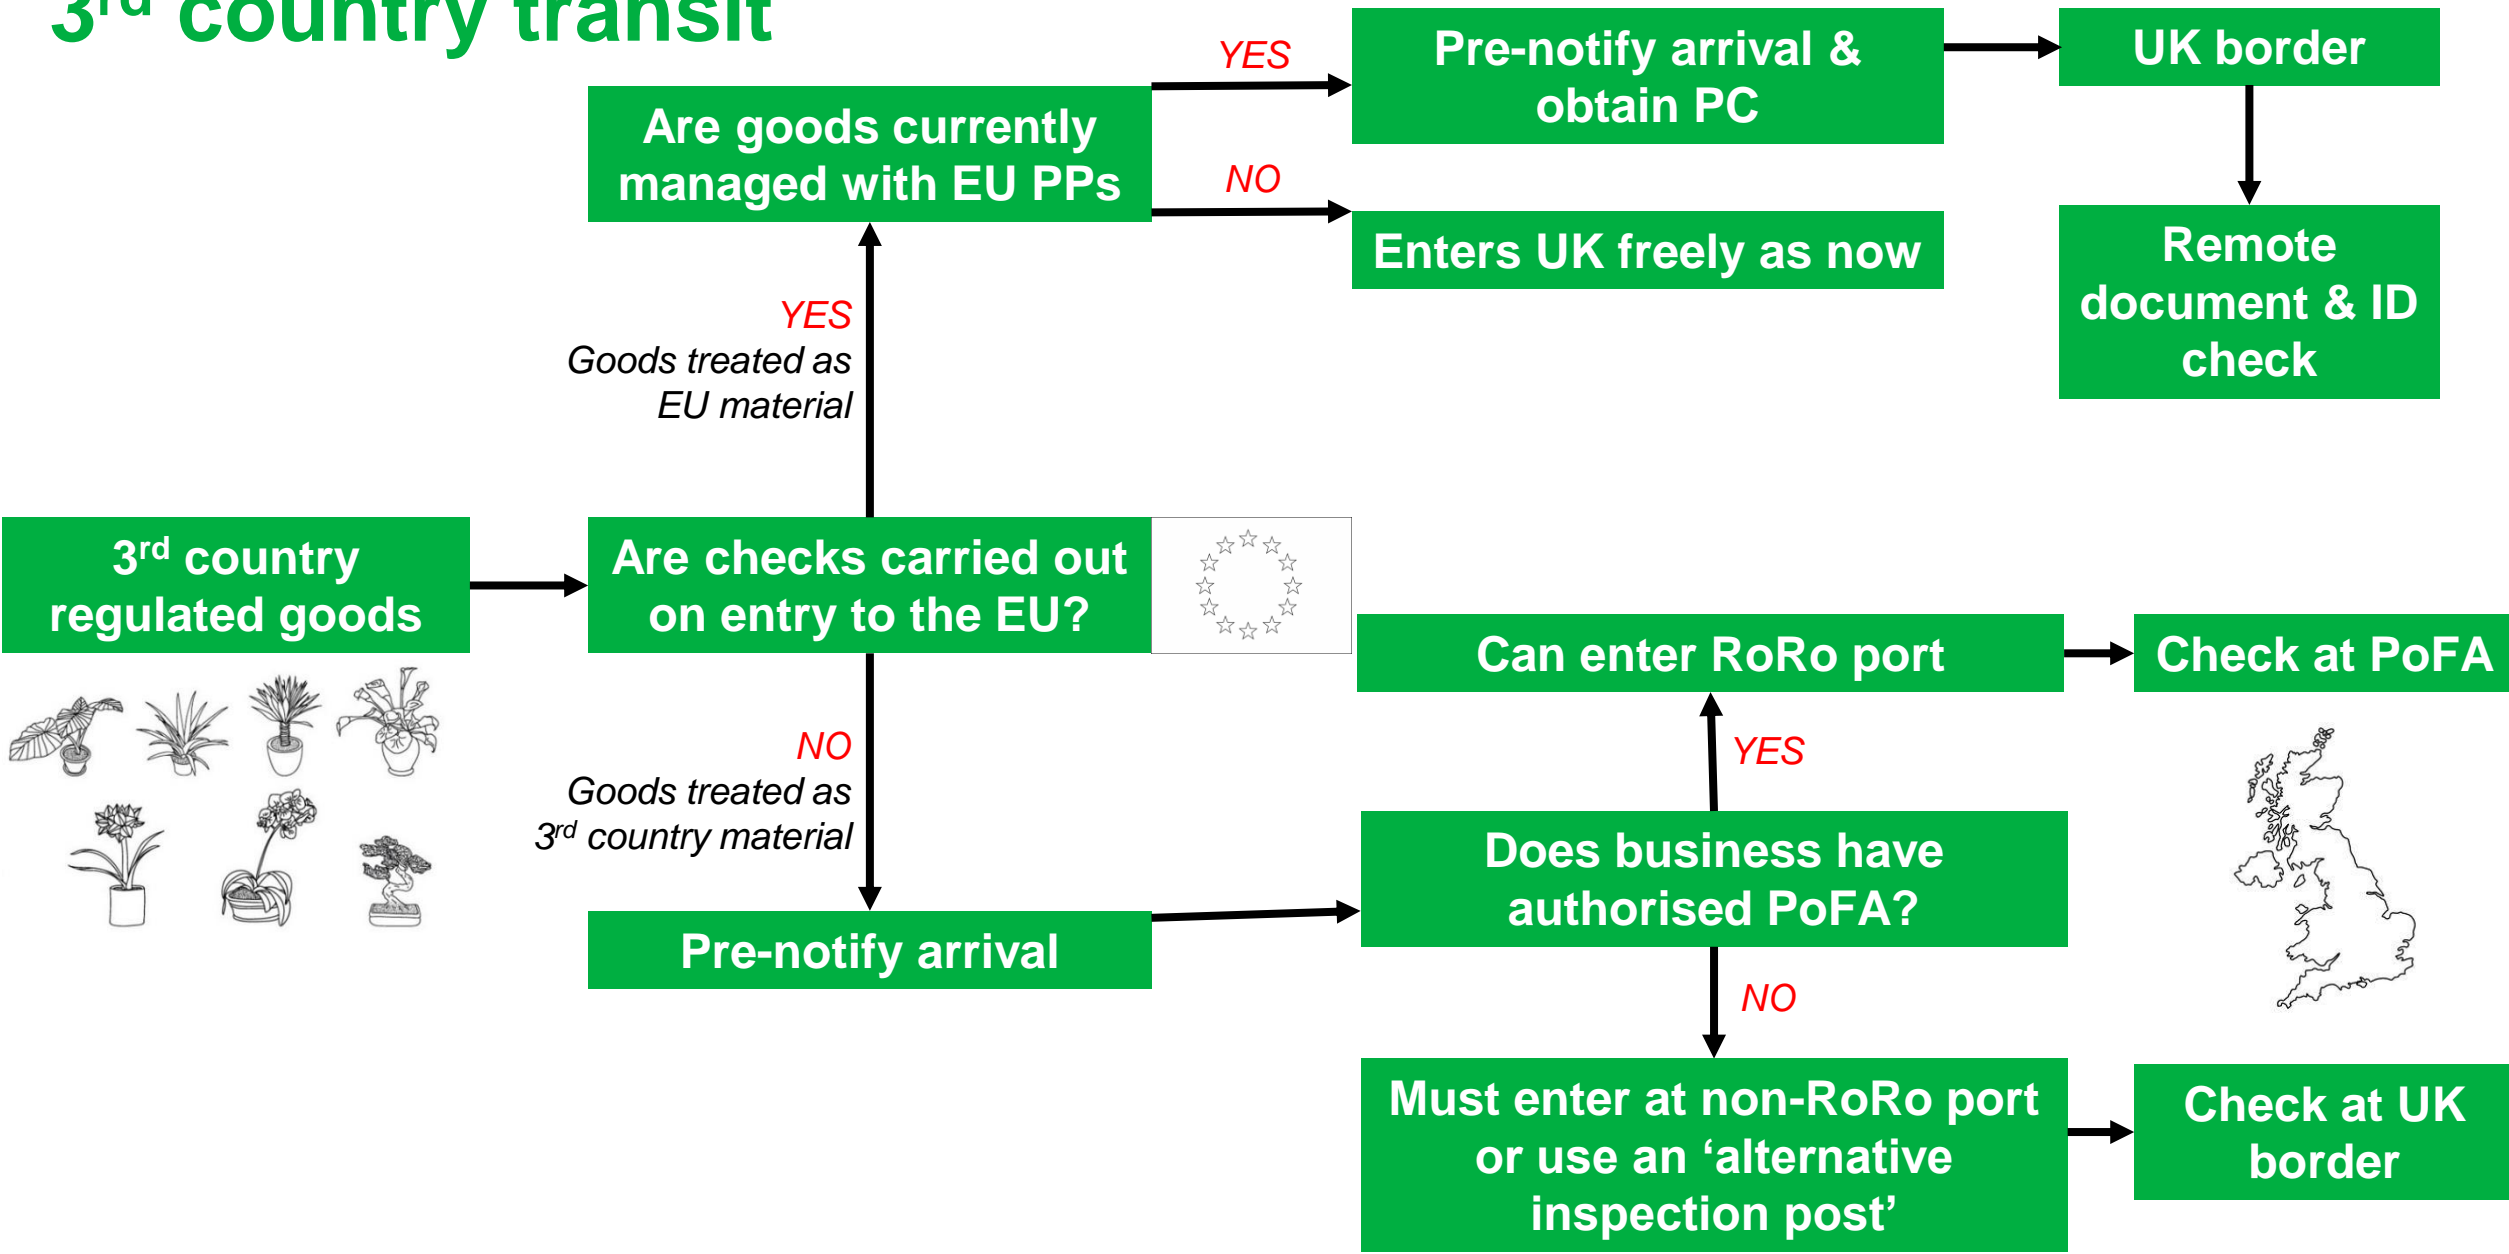 3rd country transit
YES
Pre-notify arrival &
obtain PC
UK border
Are goods currently
managed with EU PPs
NO
Enters UK freely as now
Remote
document & ID
check
YES
Goods treated as
EU material
3rd country
regulated goods
Are checks carried out
on entry to the EU?
Can enter RoRo port
Check at PoFA
NO
Goods treated as
3rd country material
YES
Does business have
authorised PoFA?
Pre-notify arrival
NO
Must enter at non-RoRo port
or use an ‘alternative
inspection post’
Check at UK
border